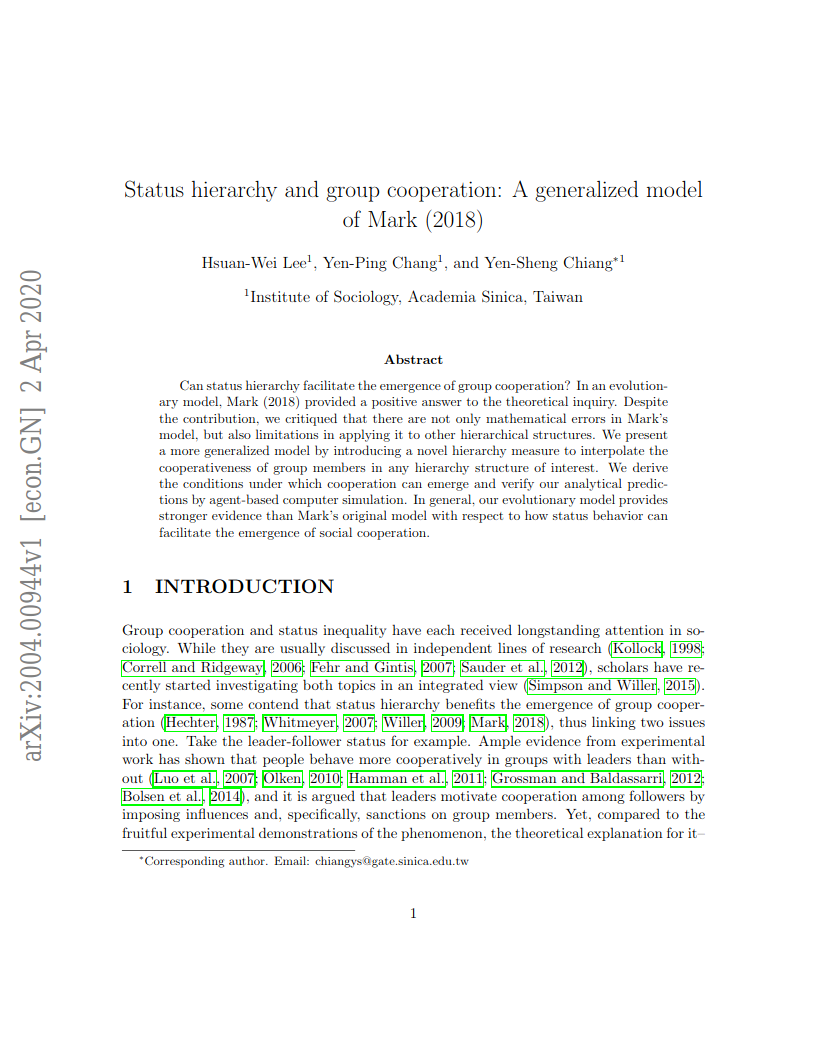 Status hierarchy and group cooperation: A generalized model
of Mark (2018)
Hsuan-Wei Lee1, Yen-Ping Chang1, and Yen-Sheng Chiang*1
1Institute of Sociology, Academia Sinica, Taiwan
arXiv:2004.00944v1 [econ.GN] 2 Apr 2020
Abstract
Can status hierarchy facilitate the emergence of group cooperation? In an evolution-
ary model, Mark (2018) provided a positive answer to the theoretical inquiry. Despite
the contribution, we critiqued that there are not only mathematical errors in Mark's
model, but also limitations in applying it to other hierarchical structures. We present
a more generalized model by introducing a novel hierarchy measure to interpolate the
cooperativeness of group members in any hierarchy structure of interest. We derive
the conditions under which cooperation can emerge and verify our analytical predic-
tions by agent-based computer simulation. In general, our evolutionary model provides
stronger evidence than Mark's original model with respect to how status behavior can
facilitate the emergence of social cooperation.
1 INTRODUCTION
Group cooperation and status inequality have each received longstanding attention in so-
ciology. While they are usually discussed in independent lines of research (Kollock, 1998;
Correll and Ridgeway, 2006; Fehr and Gintis, 2007; Sauder et al., 2012), scholars have re-
cently started investigating both topics in an integrated view (Simpson and Willer, 2015).
For instance, some contend that status hierarchy benefits the emergence of group cooper-
ation (Hechter, 1987; Whitmeyer, 2007; Willer, 2009; Mark, 2018), thus linking two issues
into one. Take the leader-follower status for example. Ample evidence from experimental
work has shown that people behave more cooperatively in groups with leaders than with-
out (Luo et al., 2007; Olken, 2010; Hamman et al., 2011; Grossman and Baldassarri, 2012;
Bolsen et al., 2014), and it is argued that leaders motivate cooperation among followers by
imposing influences and, specifically, sanctions on group members. Yet, compared to the
fruitful experimental demonstrations of the phenomenon, the theoretical explanation for it–
*Corresponding author. Email: chiangys@gate.sinica.edu.tw
1